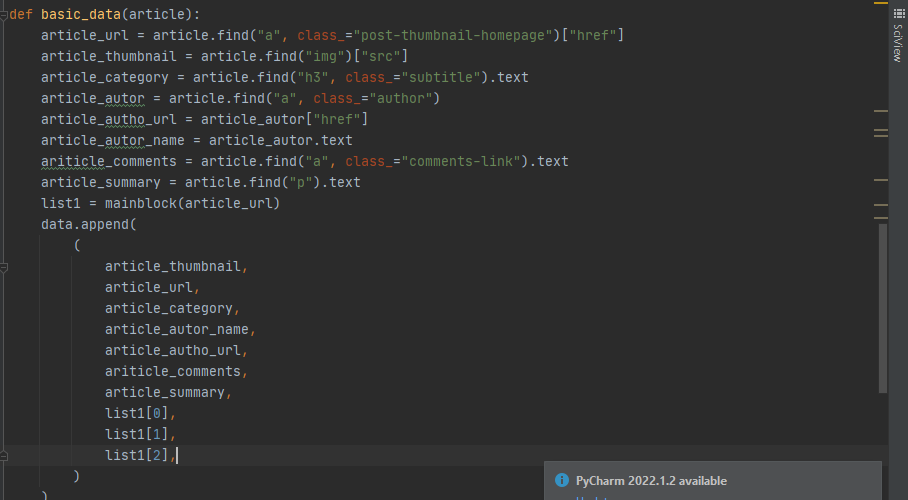 def basic_data(article):
    article_url = article.find("a", class_="post-thumbnail-homepage")["href"]
    article_thumbnail = article.find("img")["src"]
    article_category = article.find("h3", class_="subtitle").text
    article_autor = article.find("a", class_="author")
    article_autho_url = article_autor["href"]
    article_autor_name = article_autor.text
    ariticle_comments = article.find("a", class_="comments-link").text
    article_summary = article.find("p").text
    list1 = mainblock(article_url)
    data.append(
        (
            article_thumbnail,
            article_url,
            article_category,
            article_autor_name,
            article_autho_url,
            ariticle_comments,
            article_summary,
            list1[0],
            list1[1],
            list1[2],
        )
    )
SciView
PyCharm 2022.1.2 available